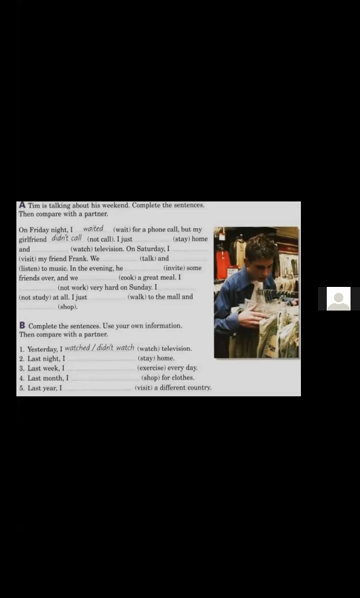 A Tim is talking about his weekend. Complete the sentences.
Then compare with a partner.
On Friday night, I waited (wait) for a phone call, but my
girlfriend didn't call (not call). I just (stay) home
and (watch) television. On Saturday, I
(visit) my friend Frank. We (talk) and
(listen) to music. In the evening, he (invite) some
friends over, and we (cook) a great meal. I
(not work) very hard on Sunday. I
(not study) at all. I just (walk) to the mall and
(shop).
B Complete the sentences. Use your own information.
Then compare with a partner.
1. Yesterday, I watched / didn't watch (watch) television.
2. Last night, I (stay) home.
3. Last week, I (exercise) every day.
4. Last month, I (shop) for clothes.
5. Last year, I (visit) a different country.